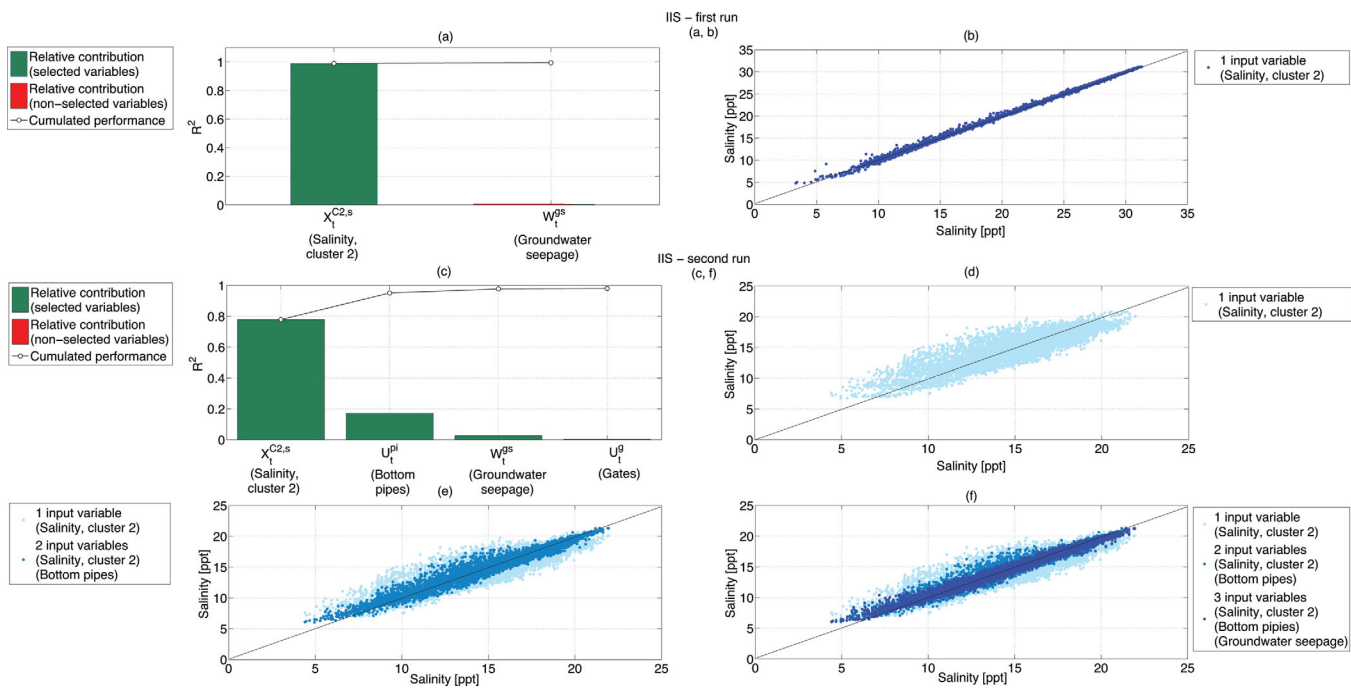 IIS – first run
(a, b)
Relative contribution
(selected variables)
Relative contribution
(non-selected variables)
Cumulated performance
(a)
R²
1
0.8
0.6
0.4
0.2
0
X_t^C2,s
(Salinity,
cluster 2)
W_t^gs
(Groundwater
seepage)
(b)
Salinity [ppt]
35
30
25
20
15
10
5
0
0 5 10 15 20 25 30 35
Salinity [ppt]
1 input variable
(Salinity, cluster 2)
IIS – second run
(c, f)
Relative contribution
(selected variables)
Relative contribution
(non-selected variables)
Cumulated performance
(c)
R²
1
0.8
0.6
0.4
0.2
0
X_t^C2,s
(Salinity,
cluster 2)
U_t^pi
(Bottom
pipes)
W_t^gs
(Groundwater
seepage)
U_t^g
(Gates)
(d)
Salinity [ppt]
25
20
15
10
5
0
0 5 10 15 20 25
Salinity [ppt]
1 input variable
(Salinity, cluster 2)
1 input variable
(Salinity, cluster 2)
2 input variables
(Salinity, cluster 2)
(Bottom pipes)
(e)
Salinity [ppt]
25
20
15
10
5
0
0 5 10 15 20 25
Salinity [ppt]
(f)
Salinity [ppt]
25
20
15
10
5
0
0 5 10 15 20 25
Salinity [ppt]
1 input variable
(Salinity, cluster 2)
2 input variables
(Salinity, cluster 2)
(Bottom pipes)
3 input variables
(Salinity, cluster 2)
(Bottom pipies)
(Groundwater seepage)